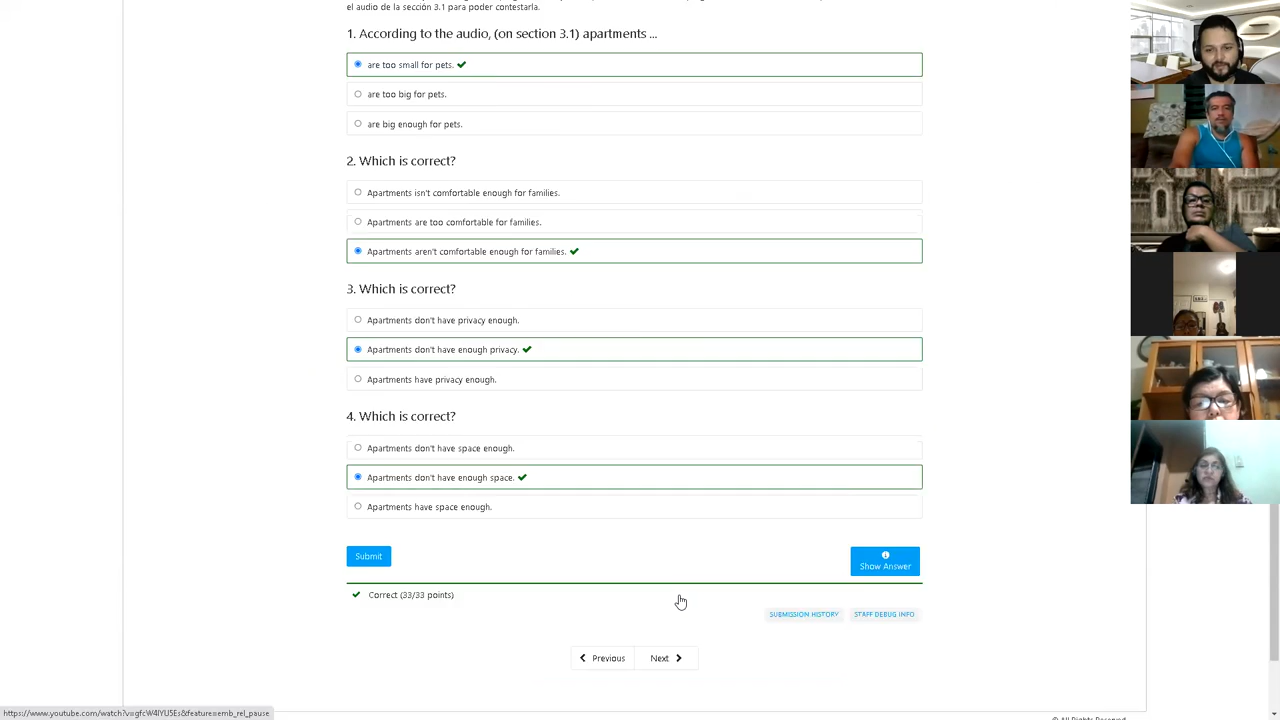 el audio de la sección 3.1 para poder contestarla.
1. According to the audio, (on section 3.1) apartments ...
are too small for pets.
are too big for pets.
are big enough for pets.
2. Which is correct?
Apartments isn't comfortable enough for families.
Apartments are too comfortable for families.
Apartments aren't comfortable enough for families.
3. Which is correct?
Apartments don't have privacy enough.
Apartments don't have enough privacy.
Apartments have privacy enough.
4. Which is correct?
Apartments don't have space enough.
Apartments don't have enough space.
Apartments have space enough.
Submit
Show Answer
Correct (33/33 points)
SUBMISSION HISTORY
STAFF DEBUG INFO
Previous
Next
https://www.youtube.com/watch?v=gfcW4IYU5Es&feature=emb_rel_pause